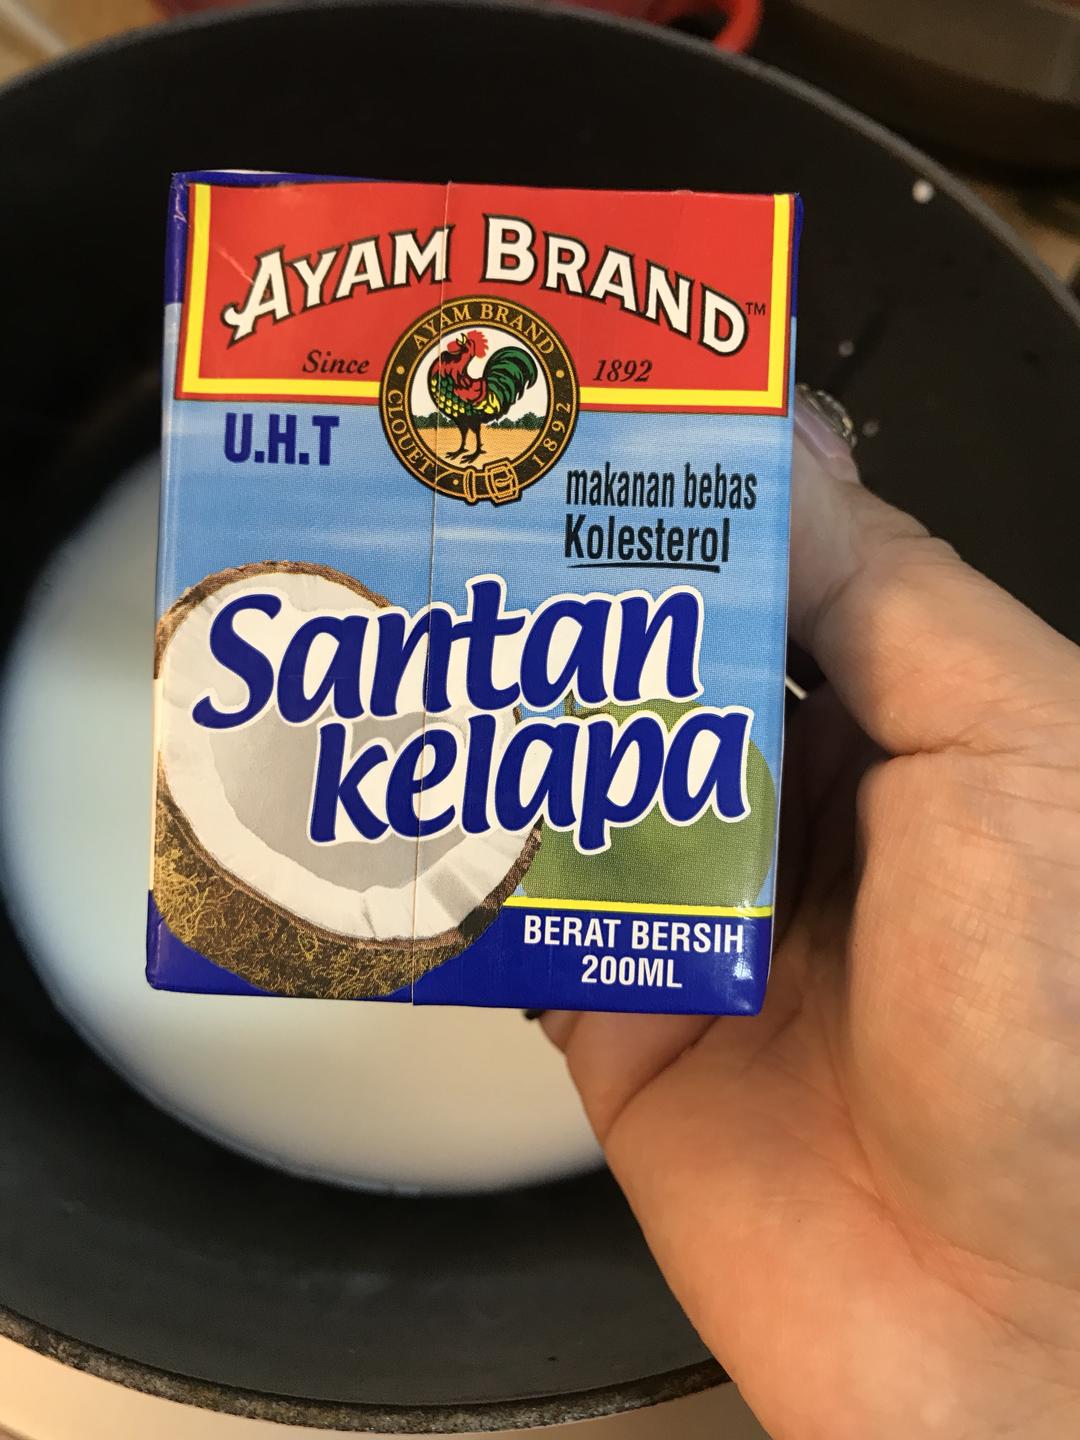 AYAM BRAND™
Since 1892
AYAM BRAND
CLOUET 1892
U.H.T
makanan bebas
Kolesterol
Santan
kelapa
BERAT BERSIH
200ML